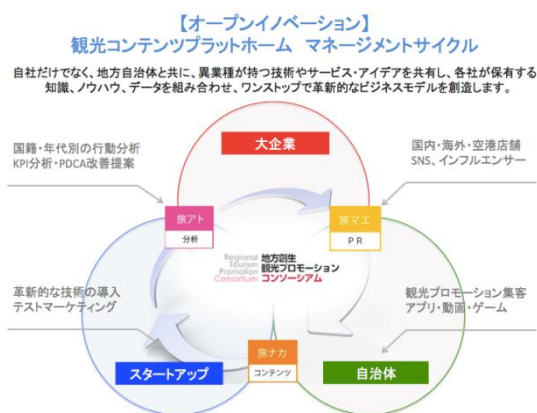 【オープンイノベーション】
観光コンテンツプラットホーム マネージメントサイクル
自社だけでなく、地方自治体と共に、異業種が持つ技術やサービス・アイデアを共有し、各社が保有する
知識、ノウハウ、データを組み合わせ、ワンストップで革新的なビジネスモデルを創造します。
大企業
国籍・年代別の行動分析
KPI分析・PDCA改善提案
国内・海外・空港店舗
SNS、インフルエンサー
旅アト
分析
旅マエ
PR
Regional
Tourism
Promotion
Consortium
地方創生
観光プロモーション
コンソーシアム
革新的な技術の導入
テストマーケティング
観光プロモーション集客
アプリ・動画・ゲーム
旅ナカ
コンテンツ
スタートアップ
自治体